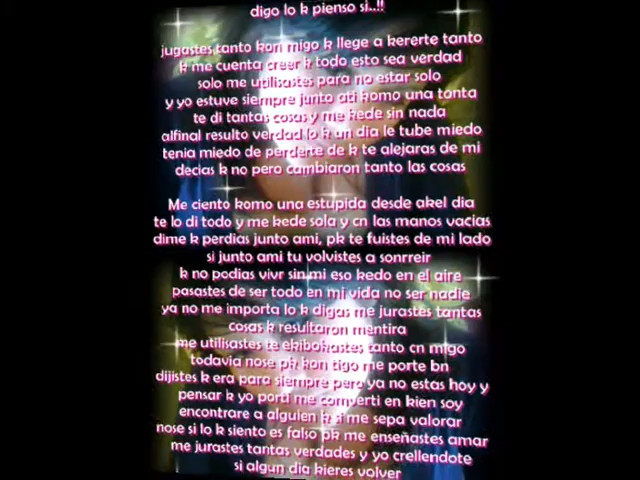 digo lo k pienso si..!!
jugastes tanto kon migo k llege a kererte tanto
k me cuenta creer k todo esto sea verdad
solo me utilisastes para no estar solo
y yo estuve siempre junto ati komo una tonta
te di tantas cosas y me kede sin nada
alfinal resulto verdad lo k un dia le tube miedo
tenia miedo de perderte de k te alejaras de mi
decias k no pero cambiaron tanto las cosas
Me ciento komo una estupida desde akel dia
te lo di todo y me kede sola y cn las manos vacias
dime k perdias junto ami, pk te fuistes de mi lado
si junto ami tu volvistes a sonrreir
k no podias vivr sin mi eso kedo en el aire
pasastes de ser todo en mi vida no ser nadie
ya no me importa lo k digas me jurastes tantas
cosas k resultaron mentira
me utilisastes te ekibokastes tanto cn migo
todavia nose pk kon tigo me porte bn
dijistes k era para siempre pero ya no estas hoy y
pensar k yo porti me comverti en kien soy
encontrare a alguien k si me sepa valorar
nose si lo k siento es falso pk me enseñastes amar
me jurastes tantas verdades y yo crellendote
si algun dia kieres volver